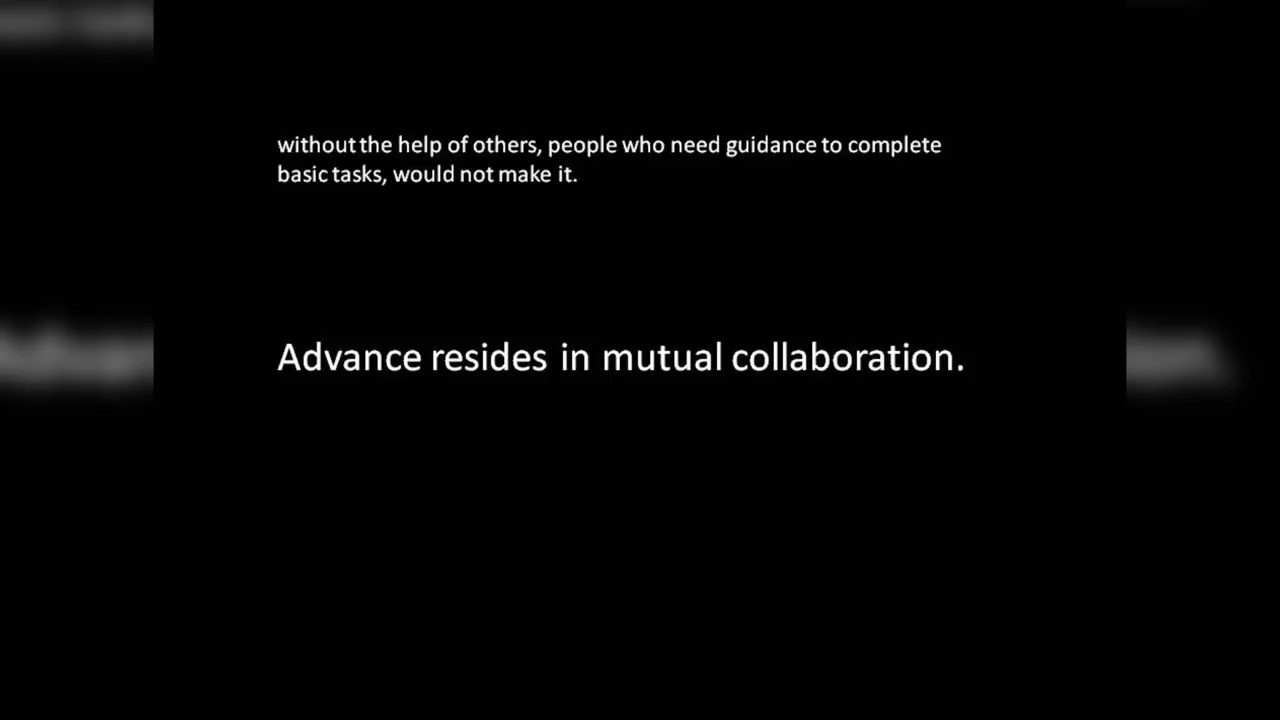 without the help of others, people who need guidance to complete
basic tasks, would not make it.
Advance resides in mutual collaboration.